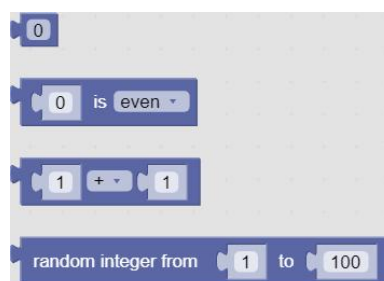 0
0 is even
1 + 1
random integer from 1 to 100